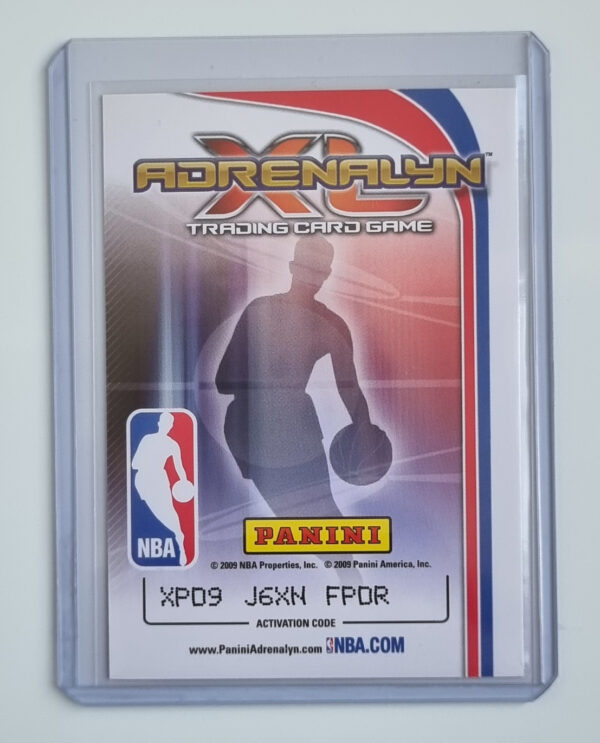 ADRENALYN™
XL
TRADING CARD GAME
PANINI
NBA
© 2009 NBA Properties, Inc. © 2009 Panini America, Inc.
XPD9 J6XN FPDR
ACTIVATION CODE
www.PaniniAdrenalyn.com NBA.COM